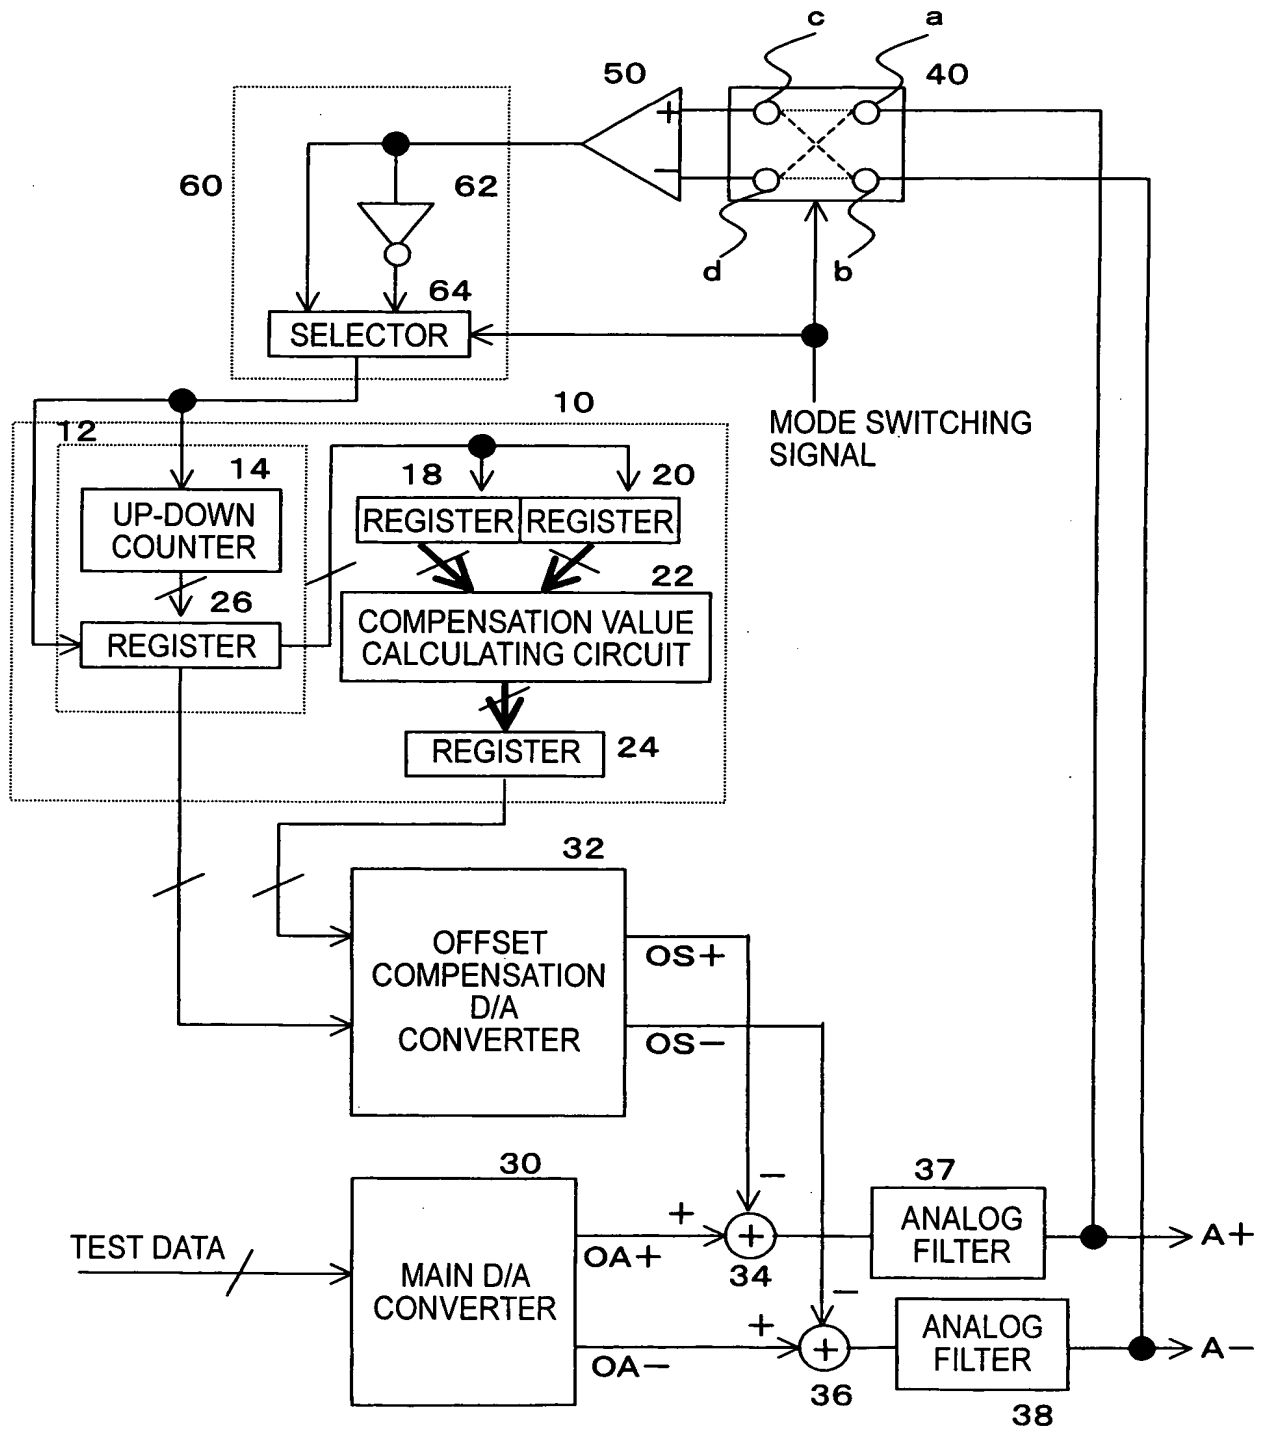 c
a
50
40
+
−
60
62
d
b
64
SELECTOR
MODE SWITCHING
SIGNAL
10
12
14
18
20
UP-DOWN
COUNTER
REGISTER
REGISTER
26
22
REGISTER
COMPENSATION VALUE
CALCULATING CIRCUIT
REGISTER
24
32
OFFSET
COMPENSATION
D/A
CONVERTER
OS+
OS−
30
−
37
TEST DATA
MAIN D/A
CONVERTER
+
OA+
+
34
ANALOG
FILTER
A+
−
+
OA−
+
36
ANALOG
FILTER
A−
38